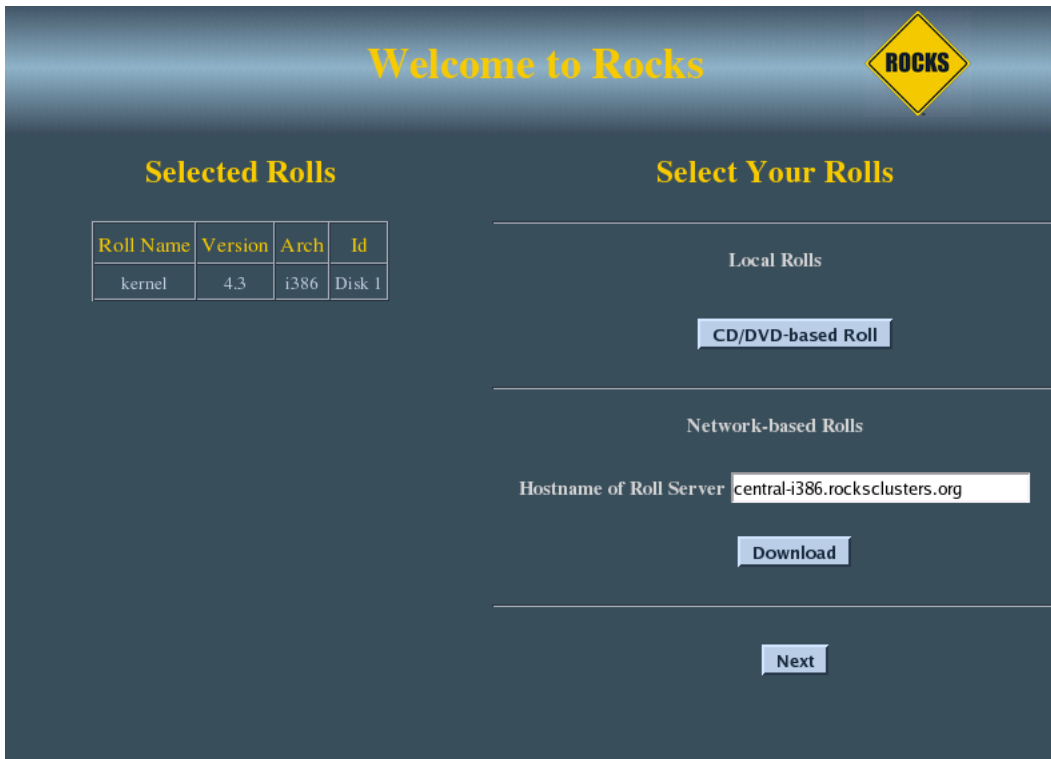 Welcome to Rocks
ROCKS
Selected Rolls
Roll Name Version Arch Id
kernel 4.3 i386 Disk 1
Select Your Rolls
Local Rolls
CD/DVD-based Roll
Network-based Rolls
Hostname of Roll Server central-i386.rocksclusters.org
Download
Next